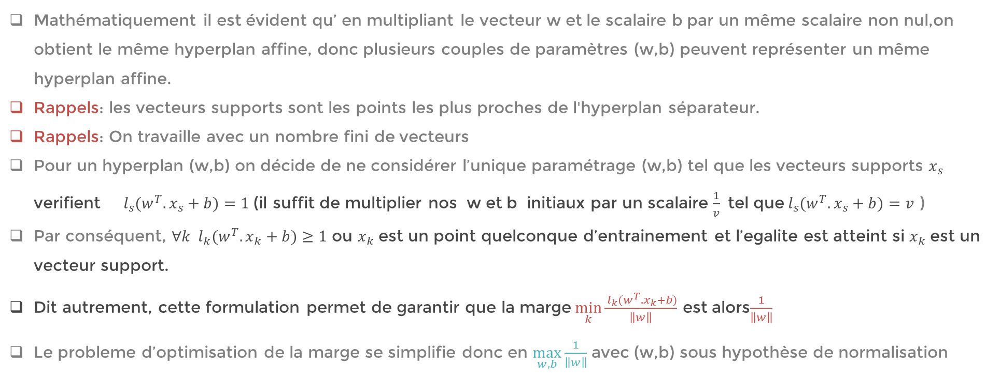 ❑ Mathématiquement il est évident qu’ en multipliant le vecteur w et le scalaire b par un même scalaire non nul,on
obtient le même hyperplan affine, donc plusieurs couples de paramètres (w,b) peuvent représenter un même
hyperplan affine.
❑ Rappels: les vecteurs supports sont les points les plus proches de l'hyperplan séparateur.
❑ Rappels: On travaille avec un nombre fini de vecteurs
❑ Pour un hyperplan (w,b) on décide de ne considérer l’unique paramétrage (w,b) tel que les vecteurs supports $x_s$
verifient $l_s(w^T.x_s + b) = 1$ (il suffit de multiplier nos w et b initiaux par un scalaire $\frac{1}{v}$ tel que $l_s(w^T.x_s + b) = v$ )
❑ Par conséquent, $\forall k \; l_k(w^T.x_k + b) \geq 1$ ou $x_k$ est un point quelconque d’entrainement et l’egalite est atteint si $x_k$ est un
vecteur support.
❑ Dit autrement, cette formulation permet de garantir que la marge $\min_k \frac{l_k(w^T.x_k+b)}{\|w\|}$ est alors $\frac{1}{\|w\|}$
❑ Le probleme d’optimisation de la marge se simplifie donc en $\max_{w,b} \frac{1}{\|w\|}$ avec (w,b) sous hypothèse de normalisation